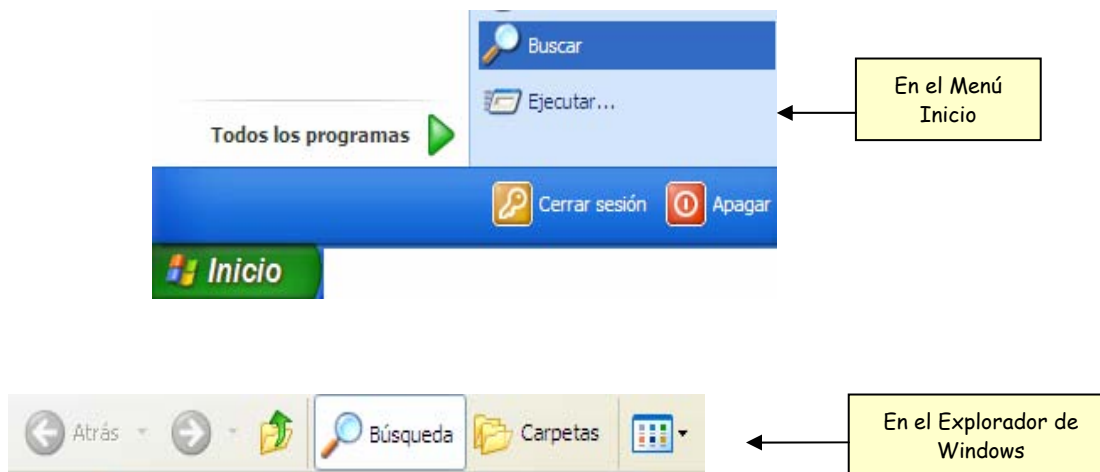 Buscar
En el Menú
Inicio
Ejecutar...
Todos los programas
Cerrar sesión Apagar
Inicio
Atrás Búsqueda Carpetas
En el Explorador de
Windows